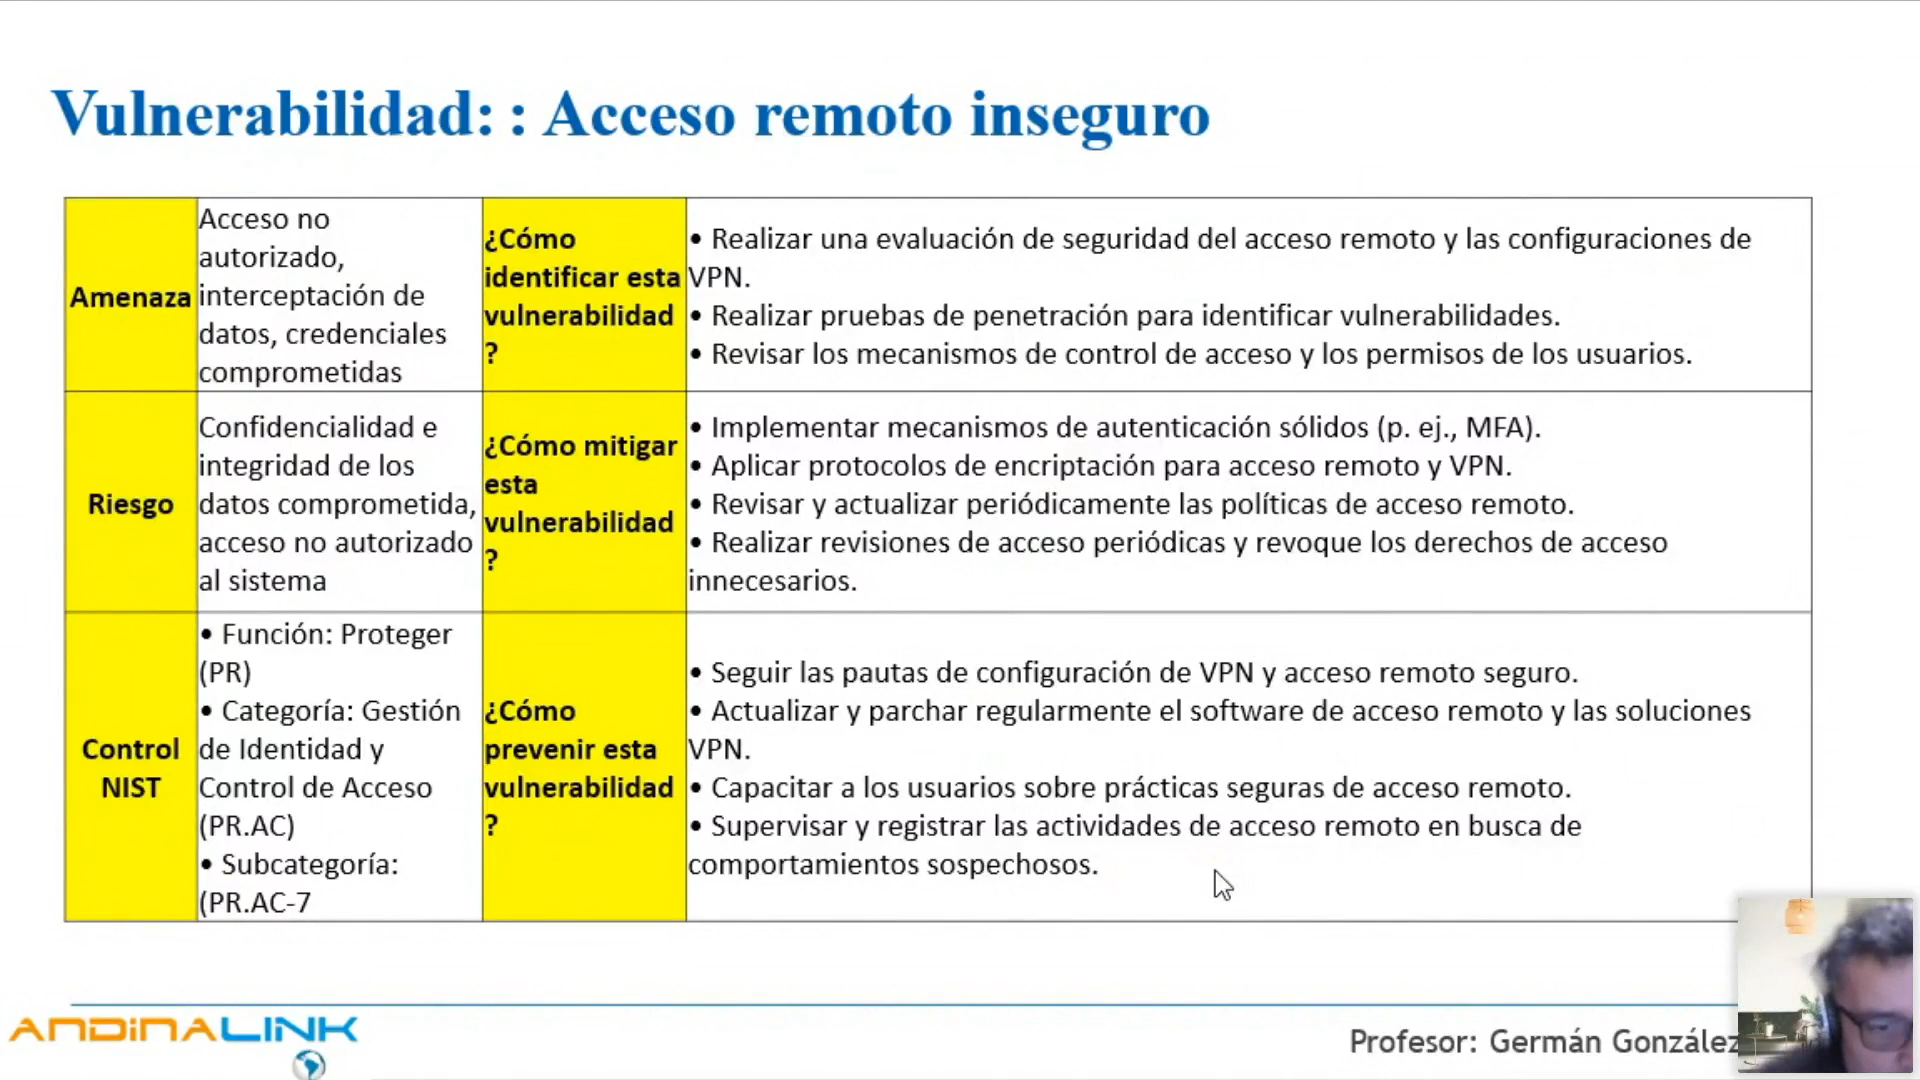 Vulnerabilidad: : Acceso remoto inseguro
Amenaza
Acceso no
autorizado,
interceptación de
datos, credenciales
comprometidas
¿Cómo
identificar esta
vulnerabilidad
?
• Realizar una evaluación de seguridad del acceso remoto y las configuraciones de
VPN.
• Realizar pruebas de penetración para identificar vulnerabilidades.
• Revisar los mecanismos de control de acceso y los permisos de los usuarios.
Riesgo
Confidencialidad e
integridad de los
datos comprometida,
acceso no autorizado
al sistema
¿Cómo mitigar
esta
vulnerabilidad
?
• Implementar mecanismos de autenticación sólidos (p. ej., MFA).
• Aplicar protocolos de encriptación para acceso remoto y VPN.
• Revisar y actualizar periódicamente las políticas de acceso remoto.
• Realizar revisiones de acceso periódicas y revoque los derechos de acceso
innecesarios.
Control
NIST
• Función: Proteger
(PR)
• Categoría: Gestión
de Identidad y
Control de Acceso
(PR.AC)
• Subcategoría:
(PR.AC-7
¿Cómo
prevenir esta
vulnerabilidad
?
• Seguir las pautas de configuración de VPN y acceso remoto seguro.
• Actualizar y parchar regularmente el software de acceso remoto y las soluciones
VPN.
• Capacitar a los usuarios sobre prácticas seguras de acceso remoto.
• Supervisar y registrar las actividades de acceso remoto en busca de
comportamientos sospechosos.
ANDINALINK
Profesor: Germán González